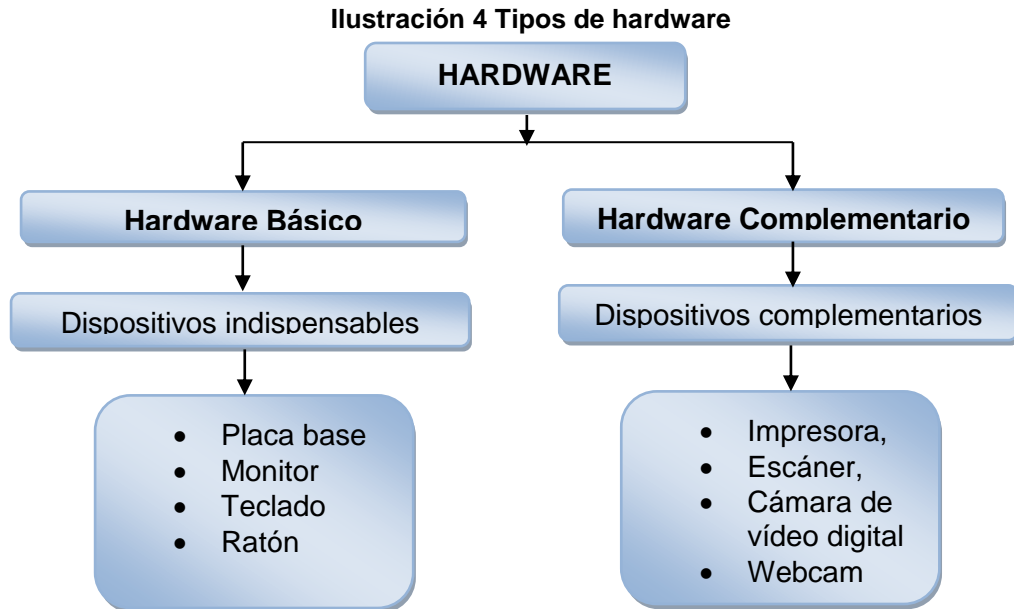 Ilustración 4 Tipos de hardware
HARDWARE
Hardware Básico
Dispositivos indispensables
• Placa base
• Monitor
• Teclado
• Ratón
Hardware Complementario
Dispositivos complementarios
• Impresora,
• Escáner,
• Cámara de
vídeo digital
• Webcam